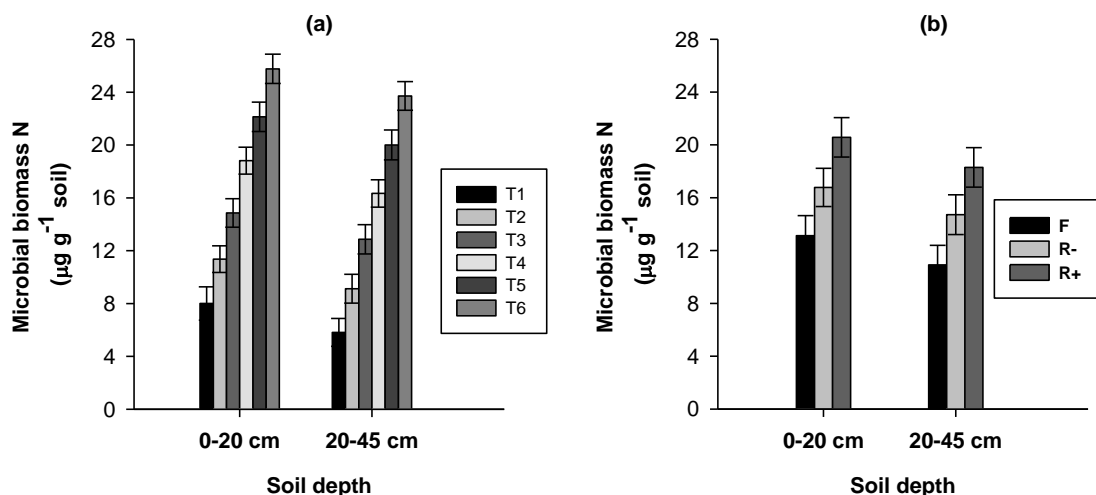 (a)
28
24
20
16
12
8
4
0
Microbial biomass N
(µg g⁻¹ soil)
0-20 cm
20-45 cm
Soil depth
T1
T2
T3
T4
T5
T6
(b)
28
24
20
16
12
8
4
0
Microbial biomass N
(µg g⁻¹ soil)
0-20 cm
20-45 cm
Soil depth
F
R-
R+